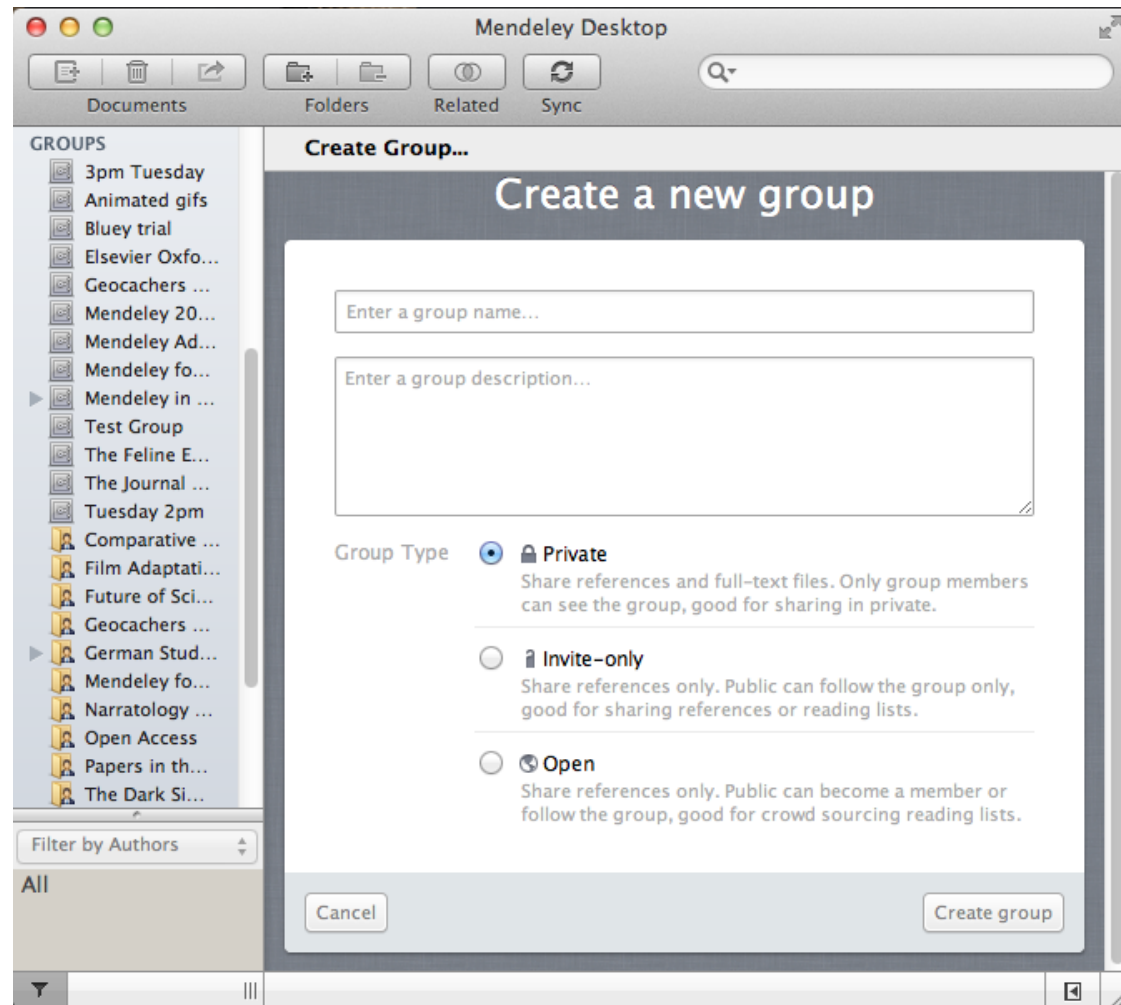 Mendeley Desktop
Documents
Folders
Related
Sync
GROUPS
3pm Tuesday
Animated gifs
Bluey trial
Elsevier Oxfo...
Geocachers ...
Mendeley 20...
Mendeley Ad...
Mendeley fo...
Mendeley in ...
Test Group
The Feline E...
The Journal ...
Tuesday 2pm
Comparative ...
Film Adaptati...
Future of Sci...
Geocachers ...
German Stud...
Mendeley fo...
Narratology ...
Open Access
Papers in th...
The Dark Si...
Filter by Authors
All
Create Group...
Create a new group
Enter a group name...
Enter a group description...
Group Type
Private
Share references and full-text files. Only group members
can see the group, good for sharing in private.
Invite-only
Share references only. Public can follow the group only,
good for sharing references or reading lists.
Open
Share references only. Public can become a member or
follow the group, good for crowd sourcing reading lists.
Cancel
Create group